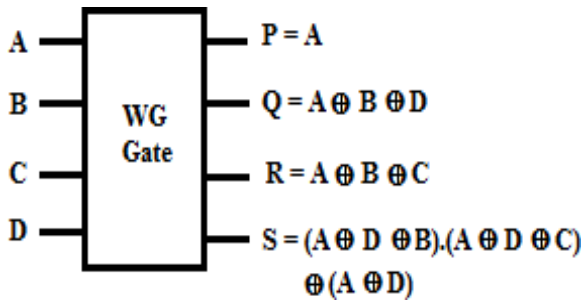 A
B
C
D
WG
Gate
P = A
Q = A ⊕ B ⊕ D
R = A ⊕ B ⊕ C
S = (A ⊕ D ⊕B).(A ⊕ D ⊕ C)
⊕(A ⊕D)